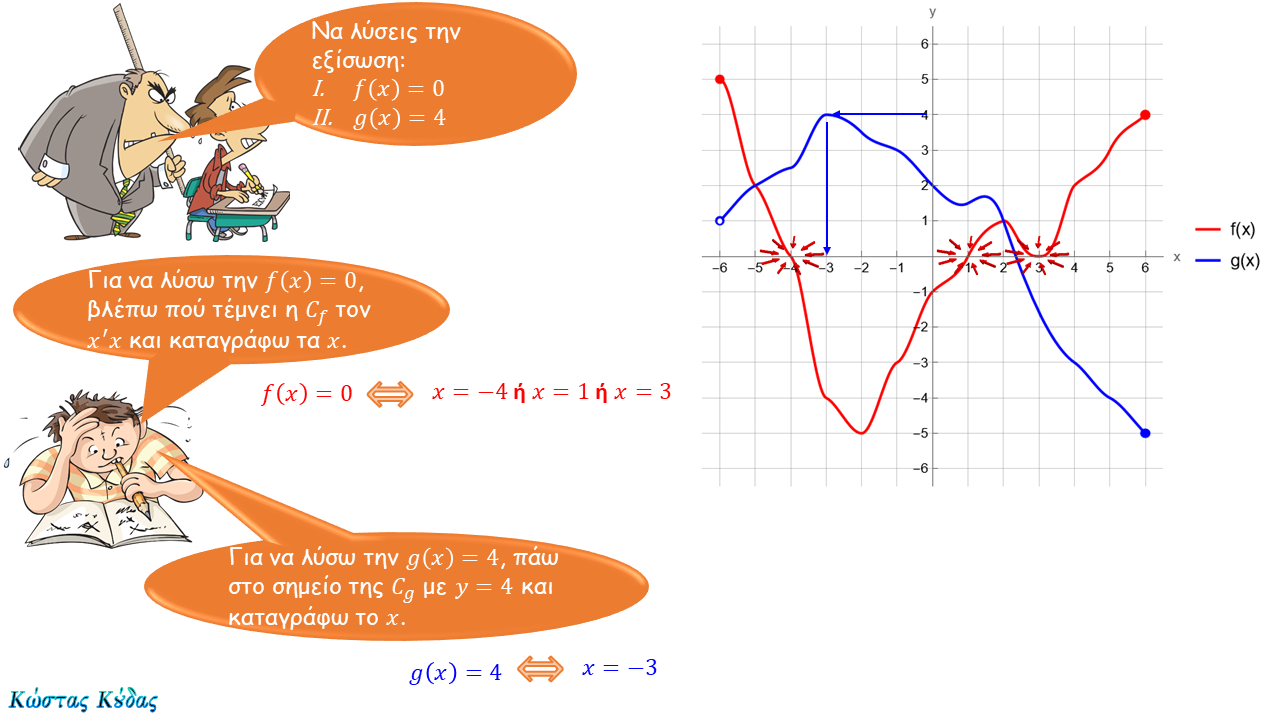 Να λύσεις την
εξίσωση:
I. f(x) = 0
II. g(x) = 4
Για να λύσω την f(x) = 0,
βλέπω πού τέμνει η C_f τον
x′x και καταγράφω τα x.
f(x) = 0 ⟺ x = −4 ή x = 1 ή x = 3
Για να λύσω την g(x) = 4, πάω
στο σημείο της C_g με y = 4 και
καταγράφω το x.
g(x) = 4 ⟺ x = −3
Κώστας Κύδας
y
6
5
4
3
2
1
−6 −5 −4 −3 −2 −1 1 2 3 4 5 6 x
−1
−2
−3
−4
−5
−6
f(x)
g(x)